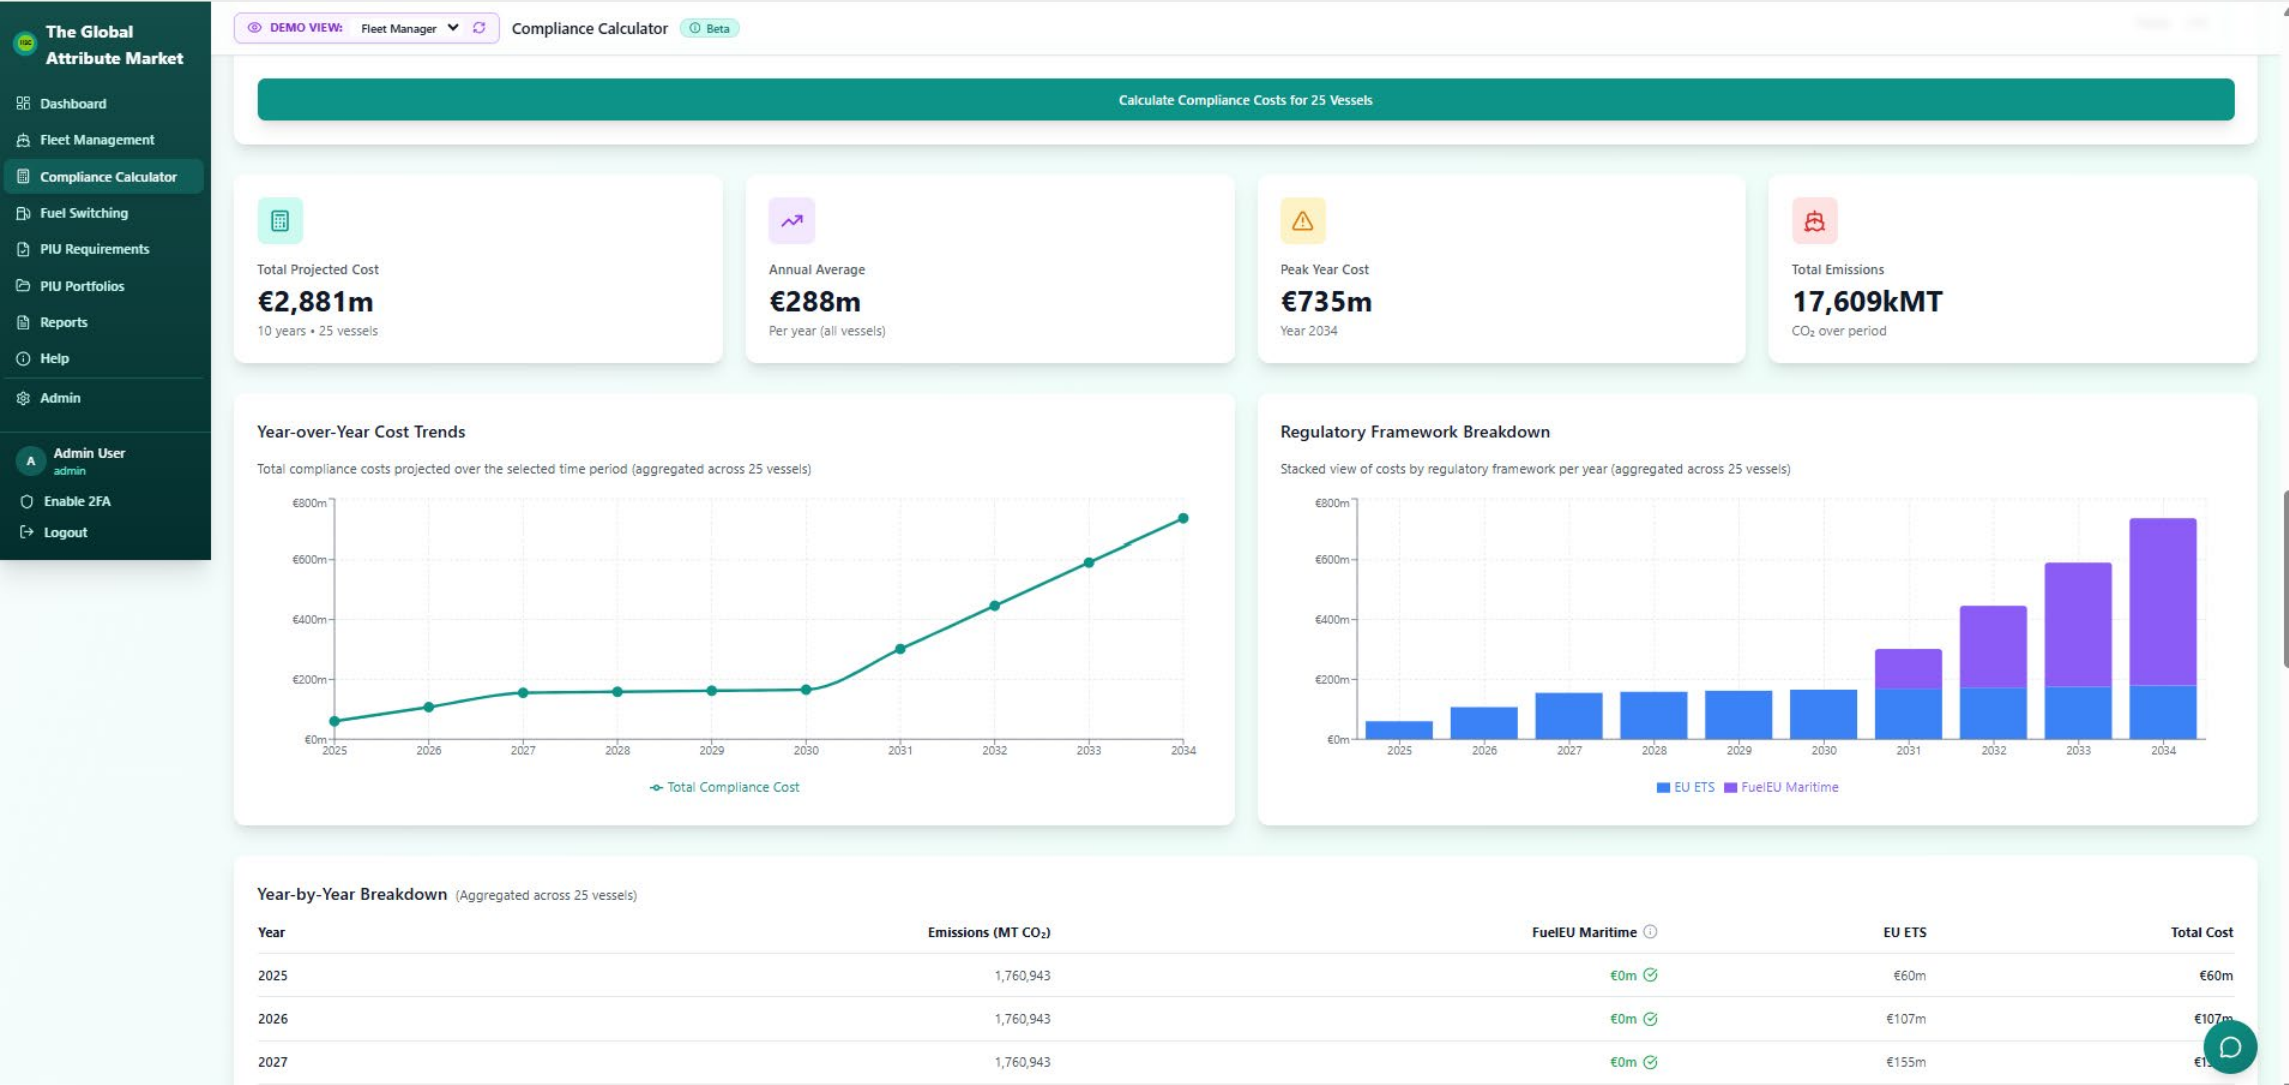 The Global
Attribute Market
Dashboard
Fleet Management
Compliance Calculator
Fuel Switching
PIU Requirements
PIU Portfolios
Reports
Help
Admin
A
Admin User
admin
Enable 2FA
Logout
DEMO VIEW: Fleet Manager
Compliance Calculator
Beta
Calculate Compliance Costs for 25 Vessels
Total Projected Cost
€2,881m
10 years • 25 vessels
Annual Average
€288m
Per year (all vessels)
Peak Year Cost
€735m
Year 2034
Total Emissions
17,609kMT
CO₂ over period
Year-over-Year Cost Trends
Total compliance costs projected over the selected time period (aggregated across 25 vessels)
€800m
€600m
€400m
€200m
€0m
2025 2026 2027 2028 2029 2030 2031 2032 2033 2034
Total Compliance Cost
Regulatory Framework Breakdown
Stacked view of costs by regulatory framework per year (aggregated across 25 vessels)
€800m
€600m
€400m
€200m
€0m
2025 2026 2027 2028 2029 2030 2031 2032 2033 2034
EU ETS FuelEU Maritime
Year-by-Year Breakdown (Aggregated across 25 vessels)
Year Emissions (MT CO₂) FuelEU Maritime EU ETS Total Cost
2025 1,760,943 €0m €60m €60m
2026 1,760,943 €0m €107m €107m
2027 1,760,943 €0m €155m